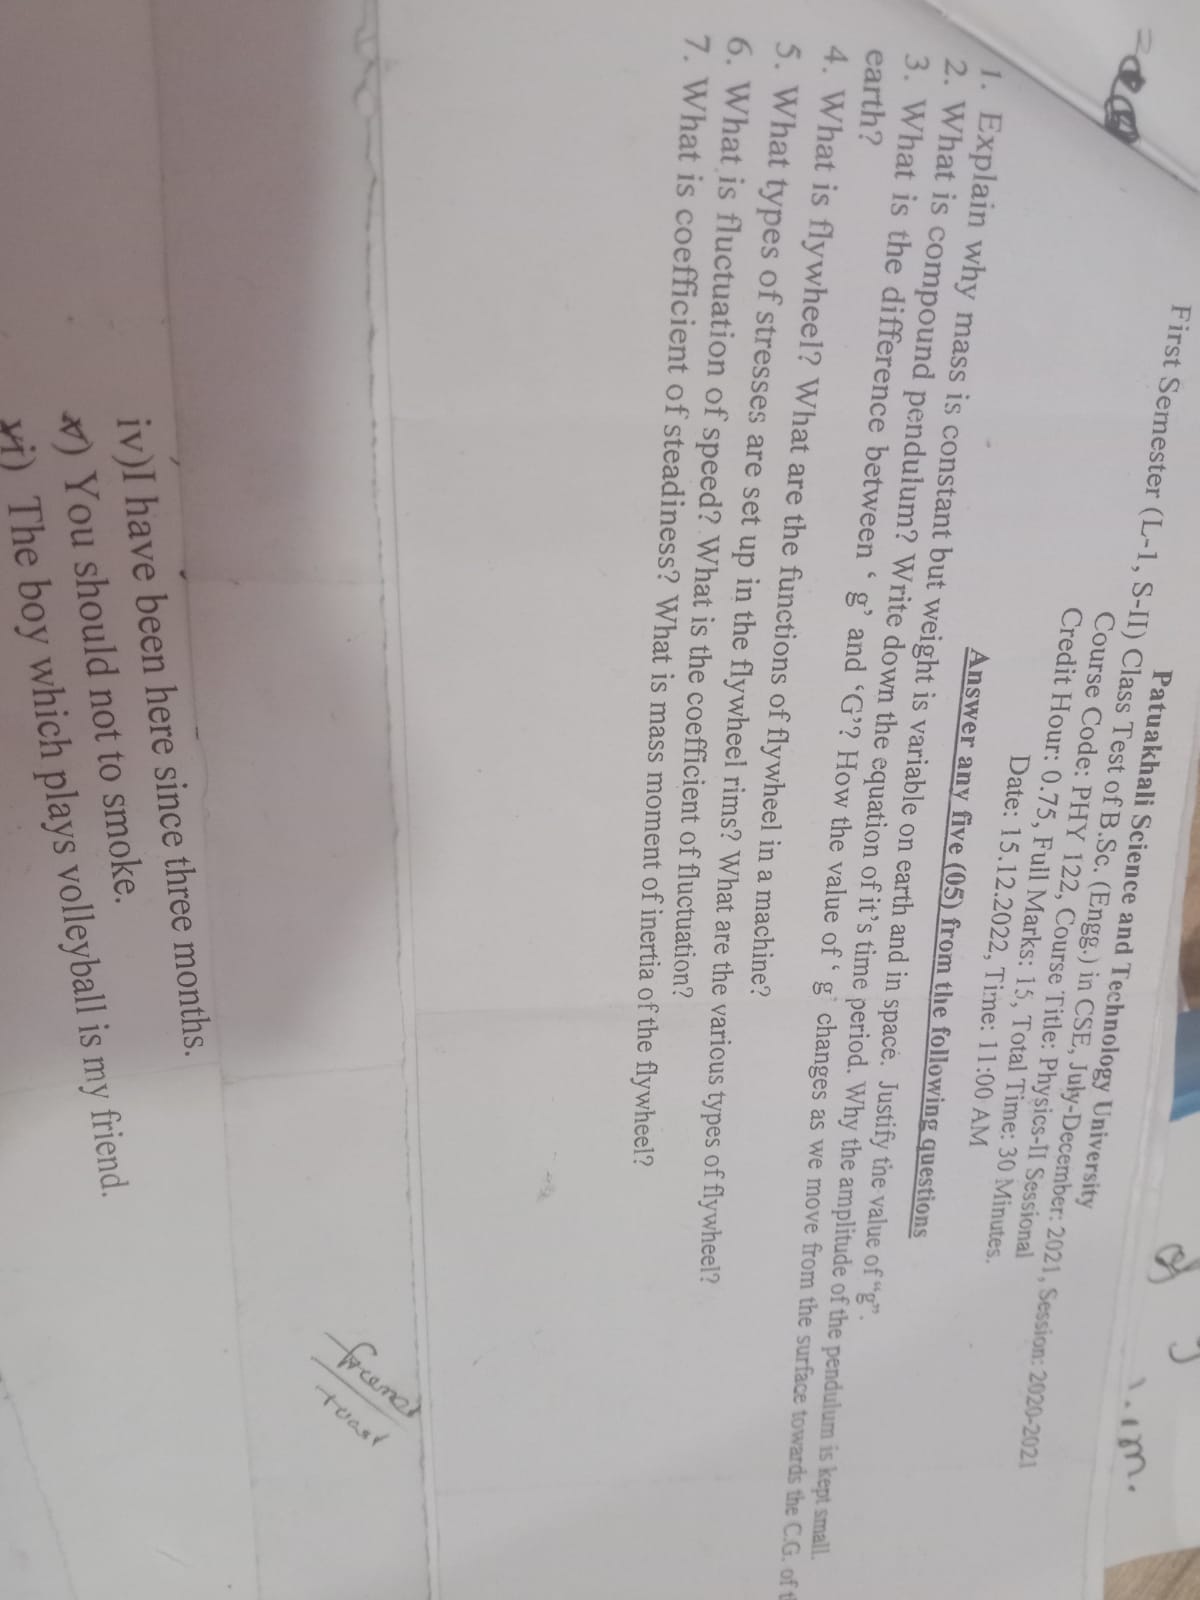 Patuakhali Science and Technology University
First Semester (L-1, S-II) Class Test of B.Sc. (Engg.) in CSE, July-December: 2021, Session: 2020-2021
Course Code: PHY 122, Course Title: Physics-II Sessional
Credit Hour: 0.75, Full Marks: 15, Total Time: 30 Minutes.
Date: 15.12.2022, Time: 11:00 AM
Answer any five (05) from the following questions
1. Explain why mass is constant but weight is variable on earth and in space. Justify the value of “g”.
2. What is compound pendulum? Write down the equation of it’s time period. Why the amplitude of the pendulum is kept small.
3. What is the difference between ‘ g’ and ‘G’? How the value of ‘ g’ changes as we move from the surface towards the C.G. of
earth?
4. What is flywheel? What are the functions of flywheel in a machine?
5. What types of stresses are set up in the flywheel rims? What are the various types of flywheel?
6. What is fluctuation of speed? What is the coefficient of fluctuation?
7. What is coefficient of steadiness? What is mass moment of inertia of the flywheel?
iv)I have been here since three months.
v) You should not to smoke.
vi) The boy which plays volleyball is my friend.